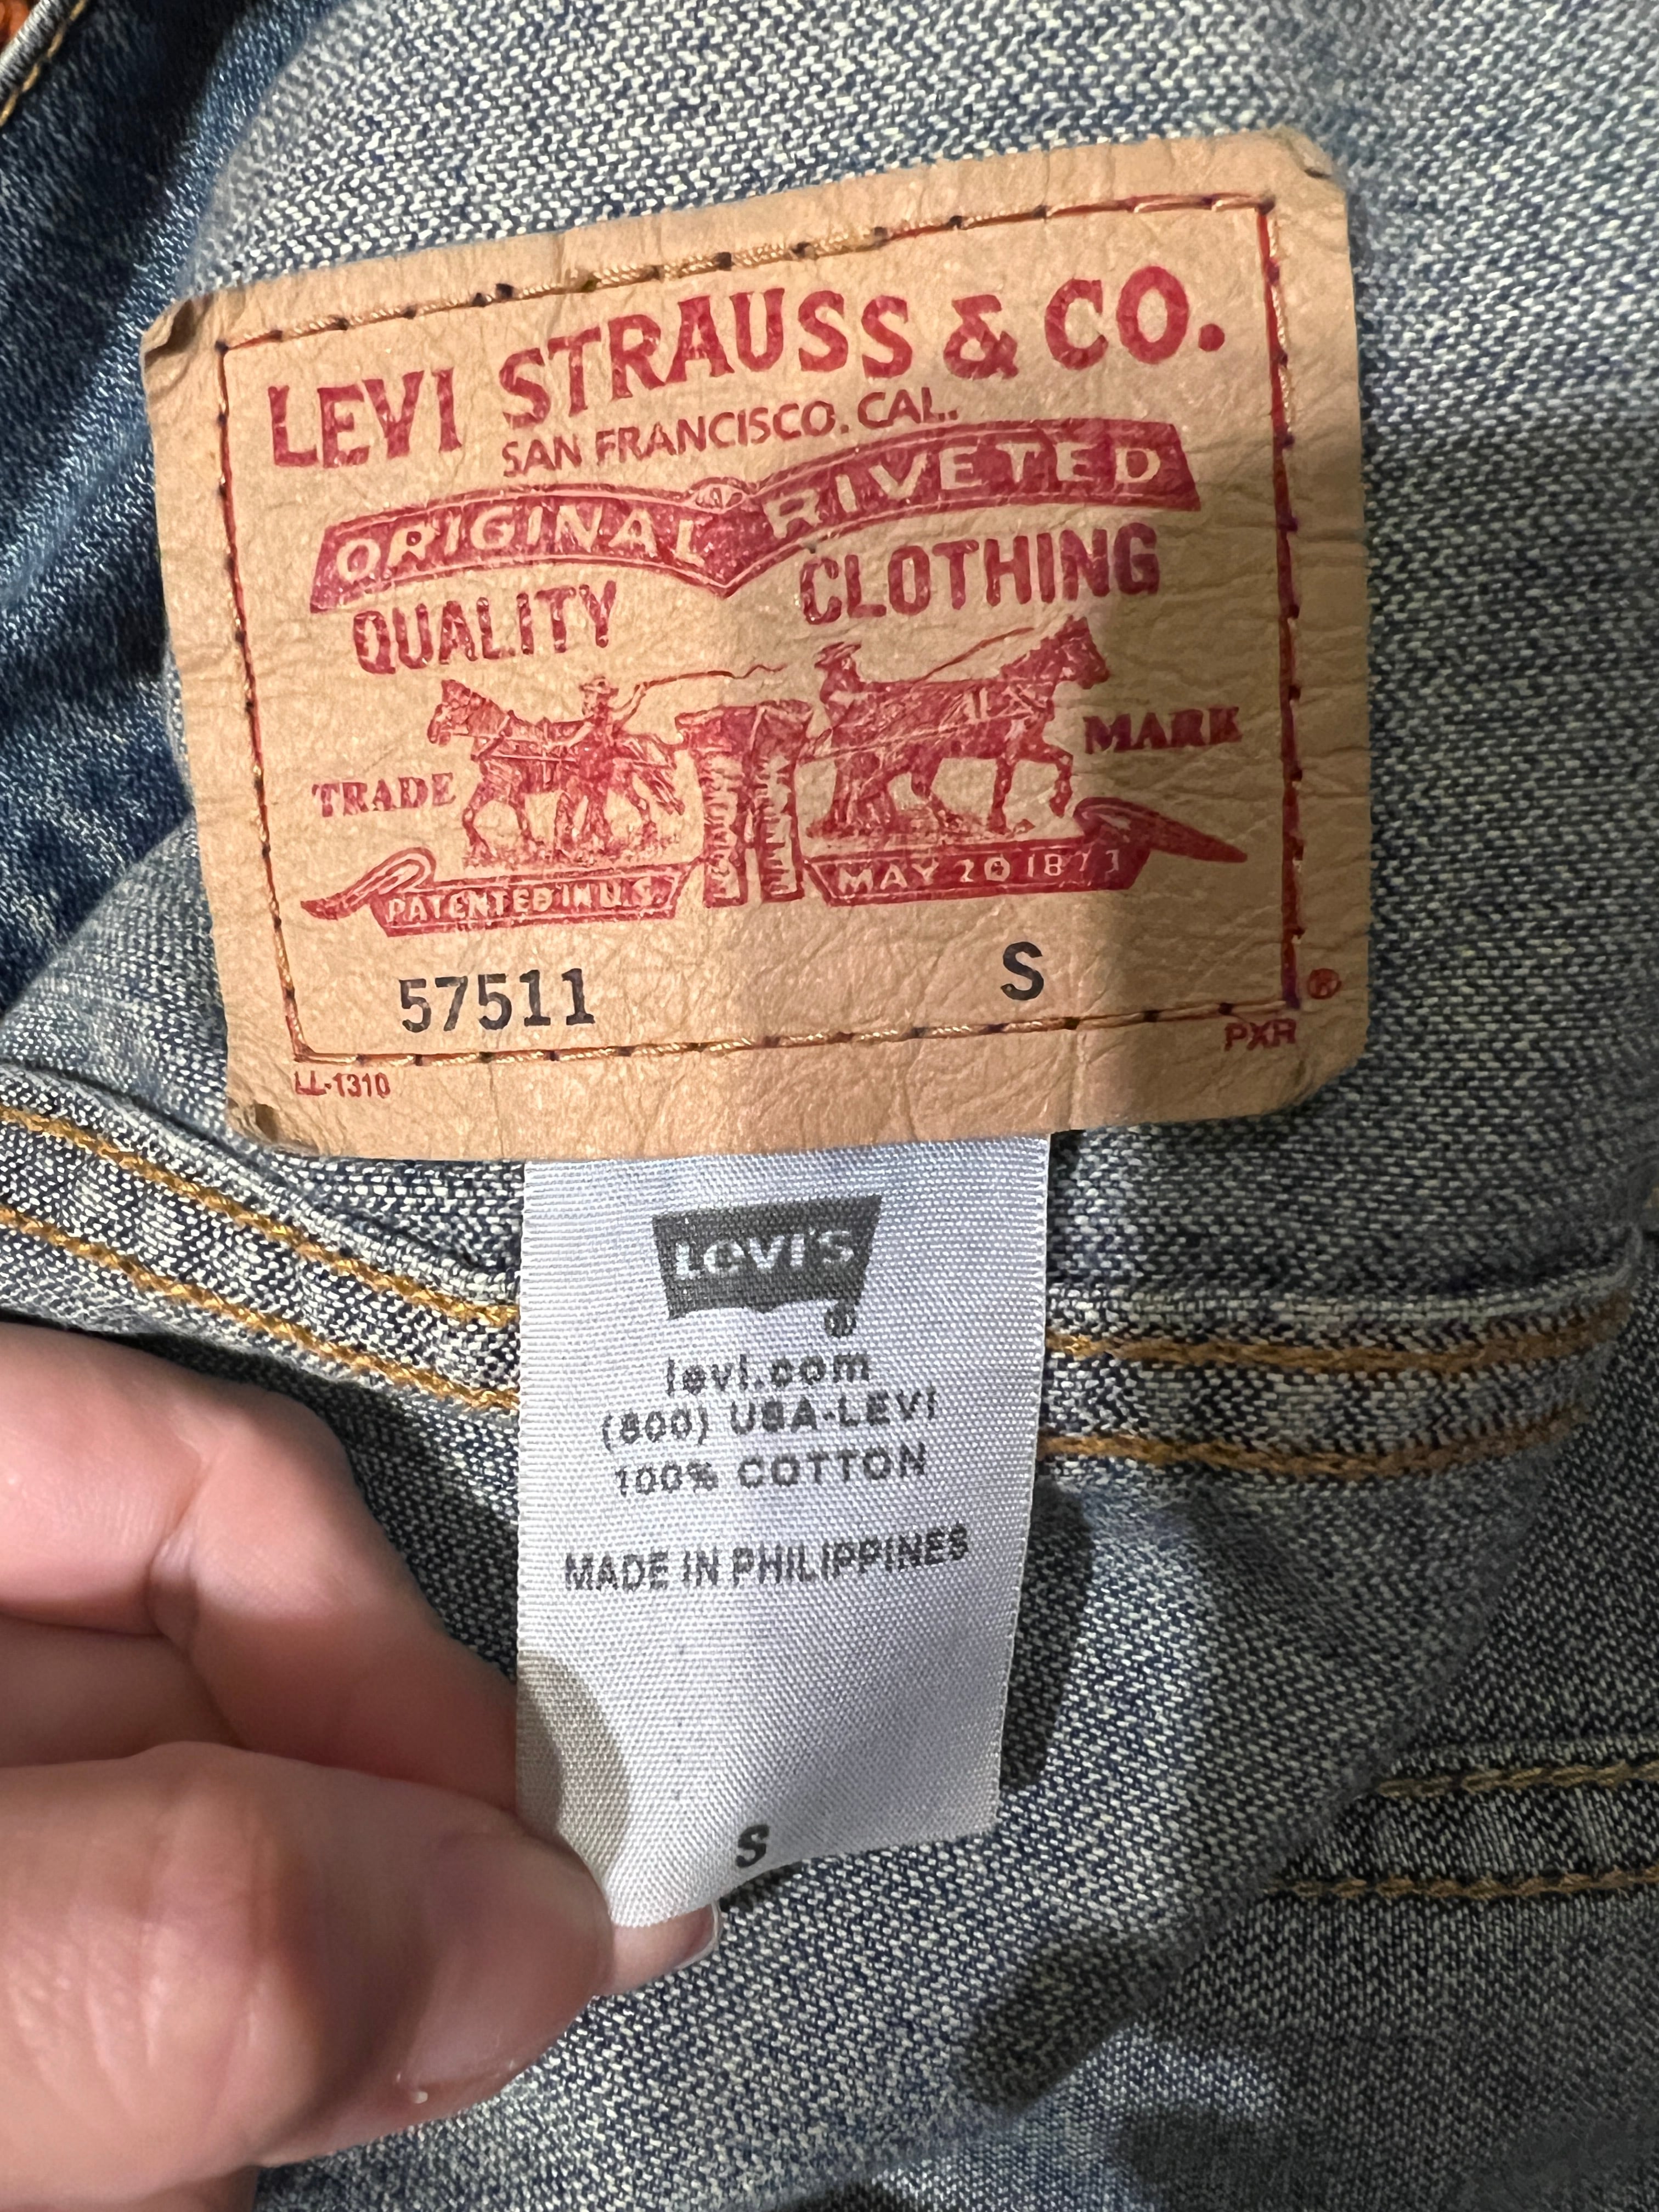 LEVI STRAUSS & CO.
SAN FRANCISCO. CAL.
ORIGINAL RIVETED
QUALITY CLOTHING
TRADE MARK
PATENTED IN U.S. MAY 20 1873
57511 S
®
LL-1310 PXR
LEVI'S
®
levi.com
(800) USA-LEVI
100% COTTON
MADE IN PHILIPPINES
S